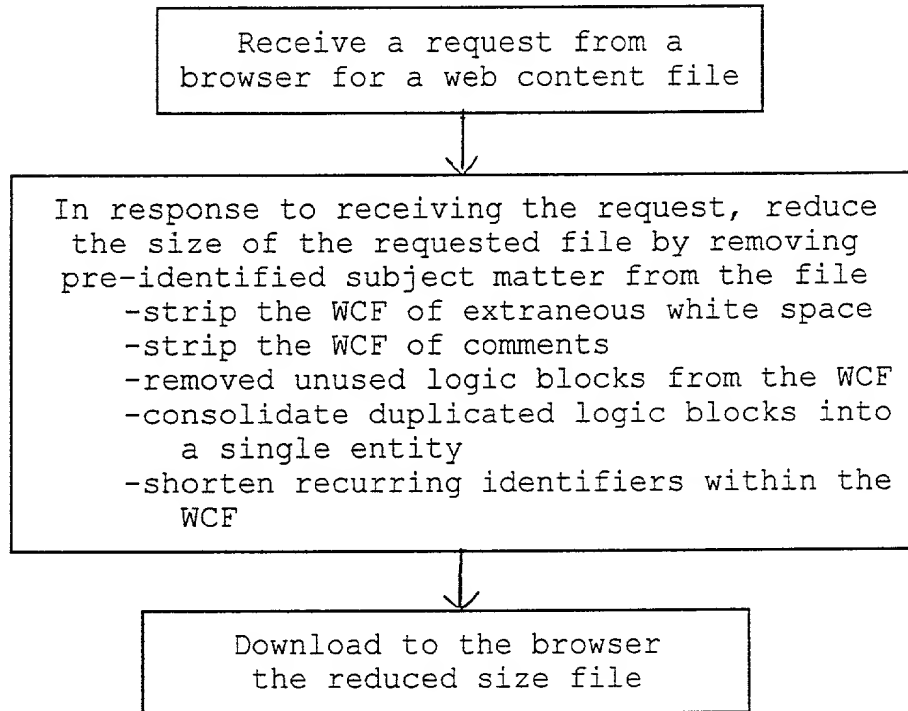 Receive a request from a
browser for a web content file
In response to receiving the request, reduce
the size of the requested file by removing
pre-identified subject matter from the file
-strip the WCF of extraneous white space
-strip the WCF of comments
-removed unused logic blocks from the WCF
-consolidate duplicated logic blocks into
a single entity
-shorten recurring identifiers within the
WCF
Download to the browser
the reduced size file